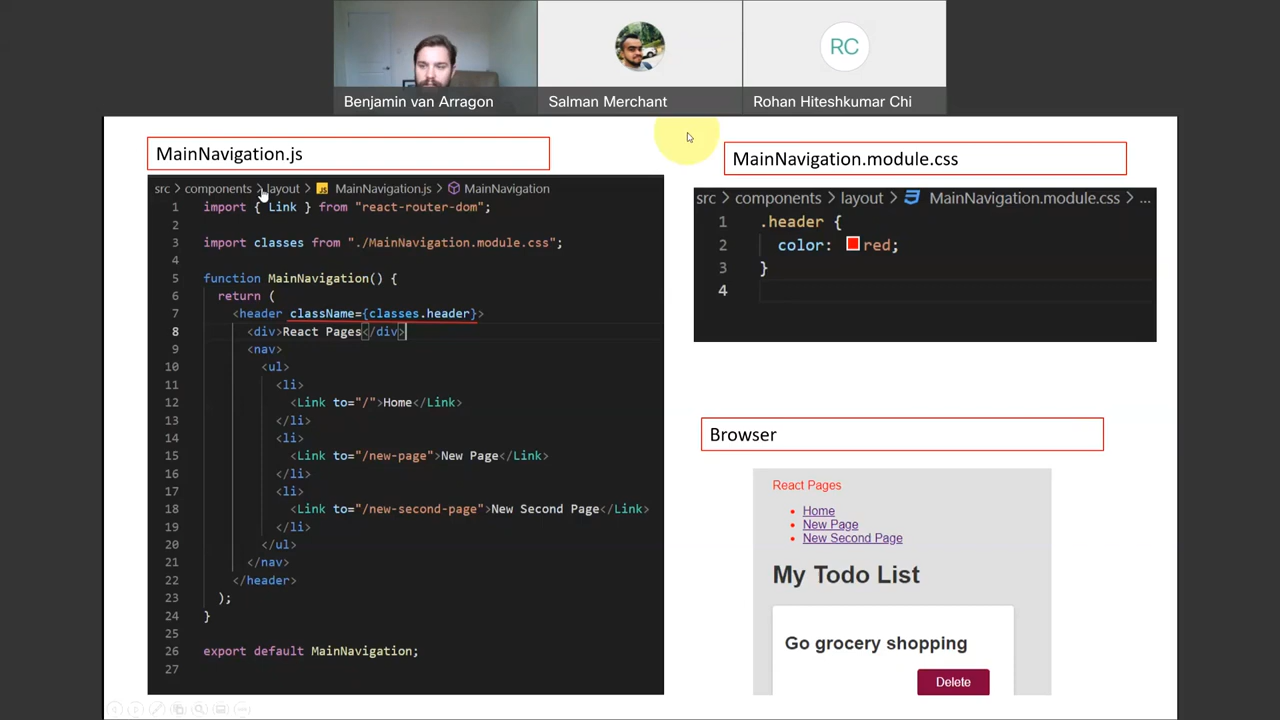 RC
Benjamin van Arragon
Salman Merchant
Rohan Hiteshkumar Chi
MainNavigation.js
src > components > layout > JS MainNavigation.js > MainNavigation
1 import { Link } from "react-router-dom";
2
3 import classes from "./MainNavigation.module.css";
4
5 function MainNavigation() {
6 return (
7 <header className={classes.header}>
8 <div>React Pages</div>
9 <nav>
10 <ul>
11 <li>
12 <Link to="/">Home</Link>
13 </li>
14 <li>
15 <Link to="/new-page">New Page</Link>
16 </li>
17 <li>
18 <Link to="/new-second-page">New Second Page</Link>
19 </li>
20 </ul>
21 </nav>
22 </header>
23 );
24 }
25
26 export default MainNavigation;
27
MainNavigation.module.css
src > components > layout > MainNavigation.module.css > ...
1 .header {
2 color: red;
3 }
4
Browser
React Pages
• Home
• New Page
• New Second Page
My Todo List
Go grocery shopping
Delete